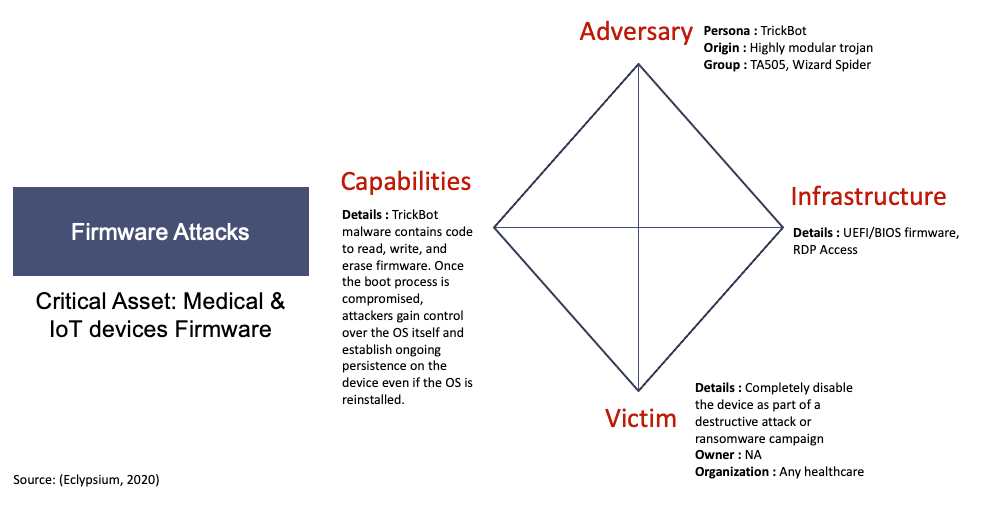 Adversary
Persona : TrickBot
Origin : Highly modular trojan
Group : TA505, Wizard Spider
Capabilities
Details : TrickBot
malware contains code
to read, write, and
erase firmware. Once
the boot process is
compromised,
attackers gain control
over the OS itself and
establish ongoing
persistence on the
device even if the OS is
reinstalled.
Infrastructure
Details : UEFI/BIOS firmware,
RDP Access
Firmware Attacks
Critical Asset: Medical &
IoT devices Firmware
Victim
Details : Completely disable
the device as part of a
destructive attack or
ransomware campaign
Owner : NA
Organization : Any healthcare
Source: (Eclypsium, 2020)